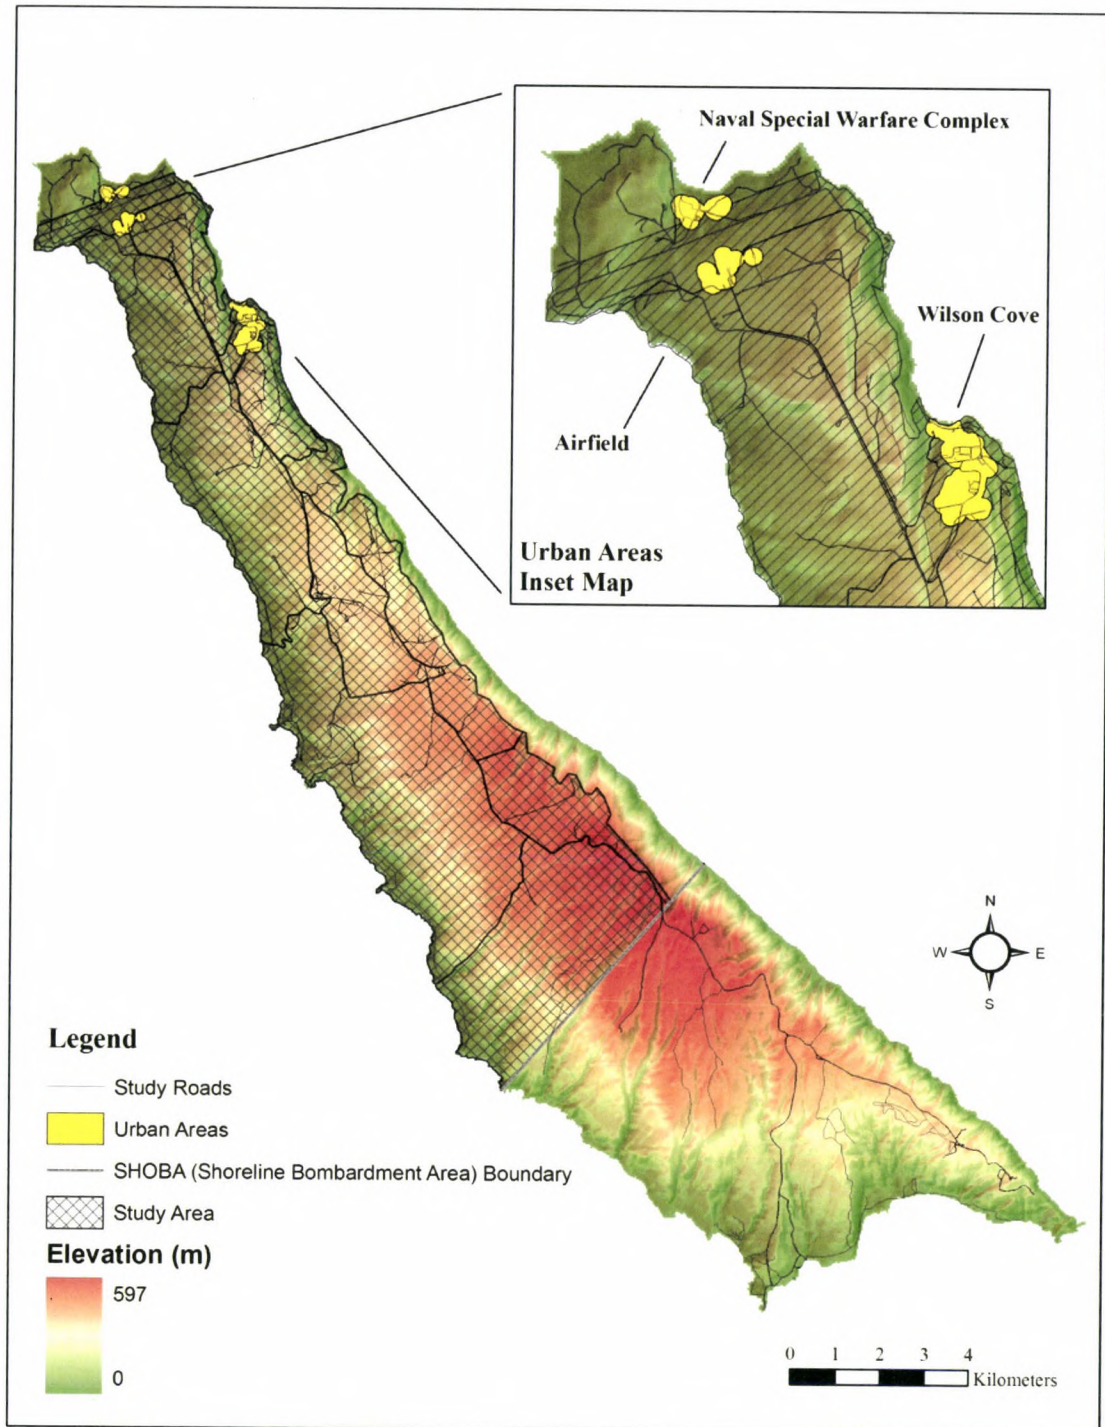 Naval Special Warfare Complex
Wilson Cove
Airfield
Urban Areas
Inset Map
N
W
E
S
Legend
Study Roads
Urban Areas
SHOBA (Shoreline Bombardment Area) Boundary
Study Area
Elevation (m)
597
0
0 1 2 3 4
Kilometers